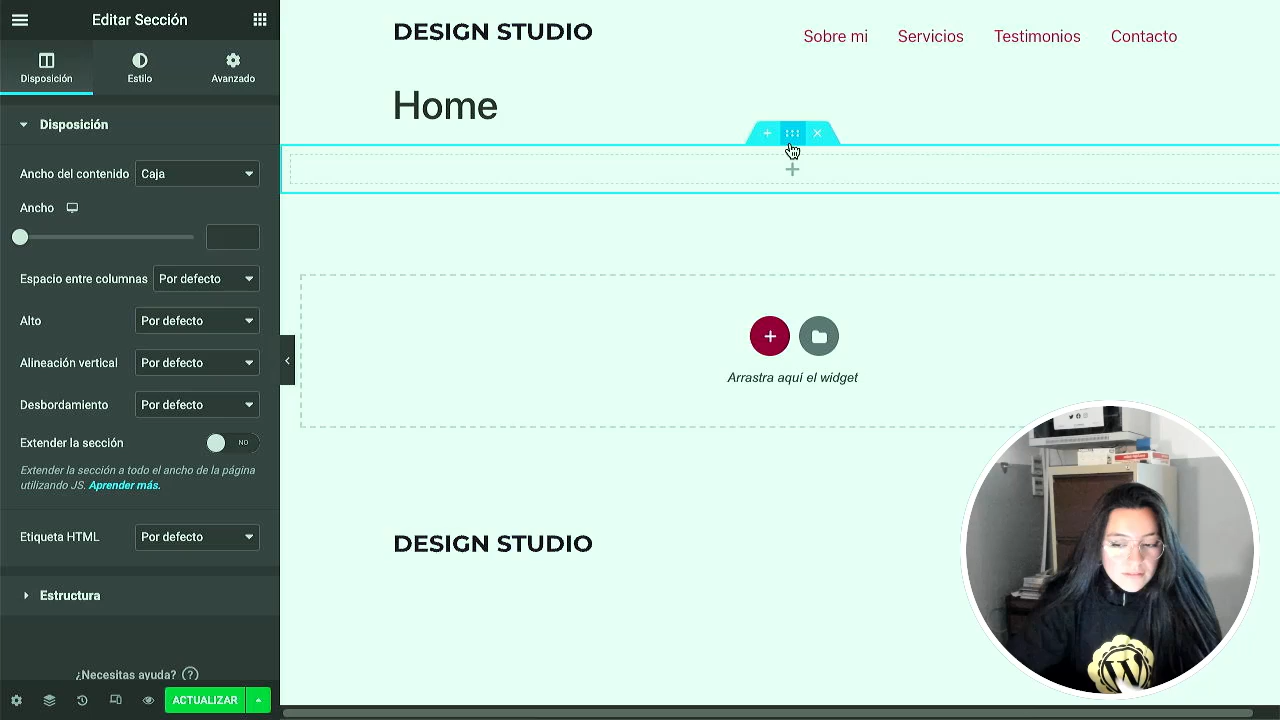 Editar Sección
Disposición
Estilo
Avanzado
Disposición
Ancho del contenido
Caja
Ancho
Espacio entre columnas
Por defecto
Alto
Por defecto
Alineación vertical
Por defecto
Desbordamiento
Por defecto
Extender la sección
NO
Extender la sección a todo el ancho de la página
utilizando JS. Aprender más.
Etiqueta HTML
Por defecto
Estructura
¿Necesitas ayuda? ?
ACTUALIZAR
DESIGN STUDIO
Sobre mi
Servicios
Testimonios
Contacto
Home
Arrastra aquí el widget
DESIGN STUDIO